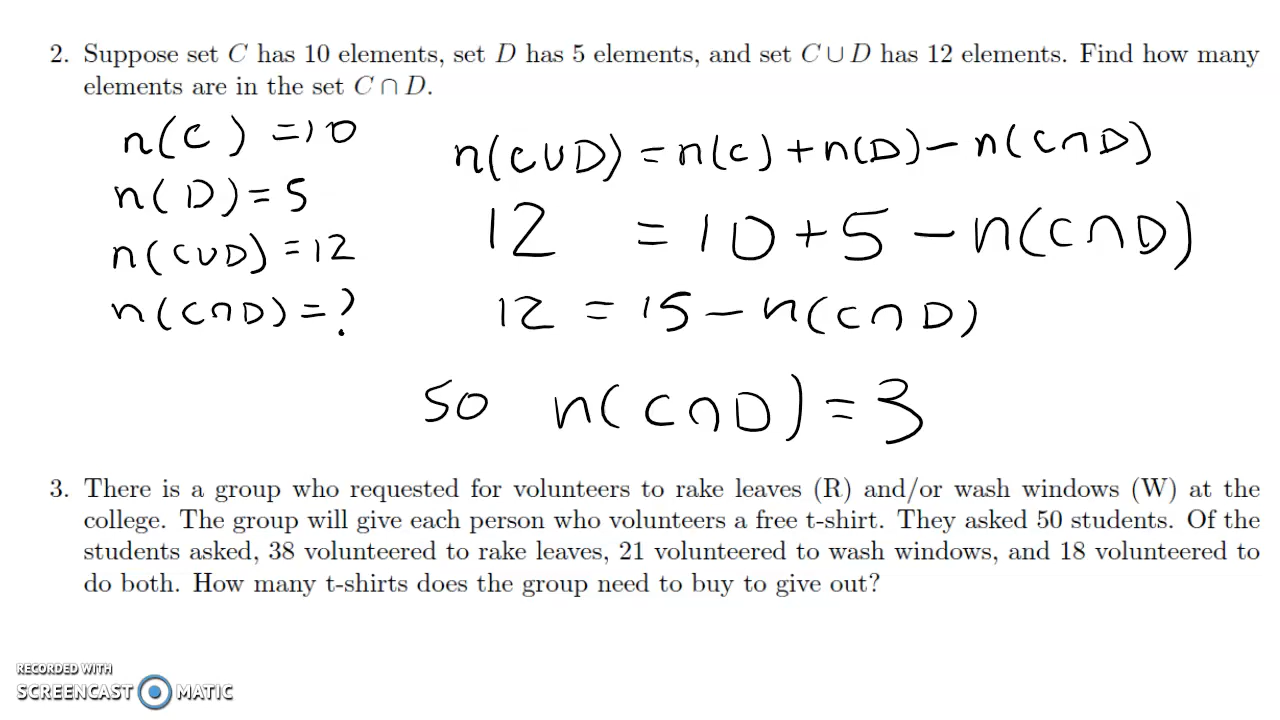 2. Suppose set C has 10 elements, set D has 5 elements, and set C ∪ D has 12 elements. Find how many
elements are in the set C ∩ D.
n(C) = 10
n(D) = 5
n(C∪D) = 12
n(C∩D) = ?
n(C∪D) = n(C) + n(D) − n(C∩D)
12 = 10 + 5 − n(C∩D)
12 = 15 − n(C∩D)
so n(C∩D) = 3
3. There is a group who requested for volunteers to rake leaves (R) and/or wash windows (W) at the
college. The group will give each person who volunteers a free t-shirt. They asked 50 students. Of the
students asked, 38 volunteered to rake leaves, 21 volunteered to wash windows, and 18 volunteered to
do both. How many t-shirts does the group need to buy to give out?
RECORDED WITH
SCREENCAST MATIC